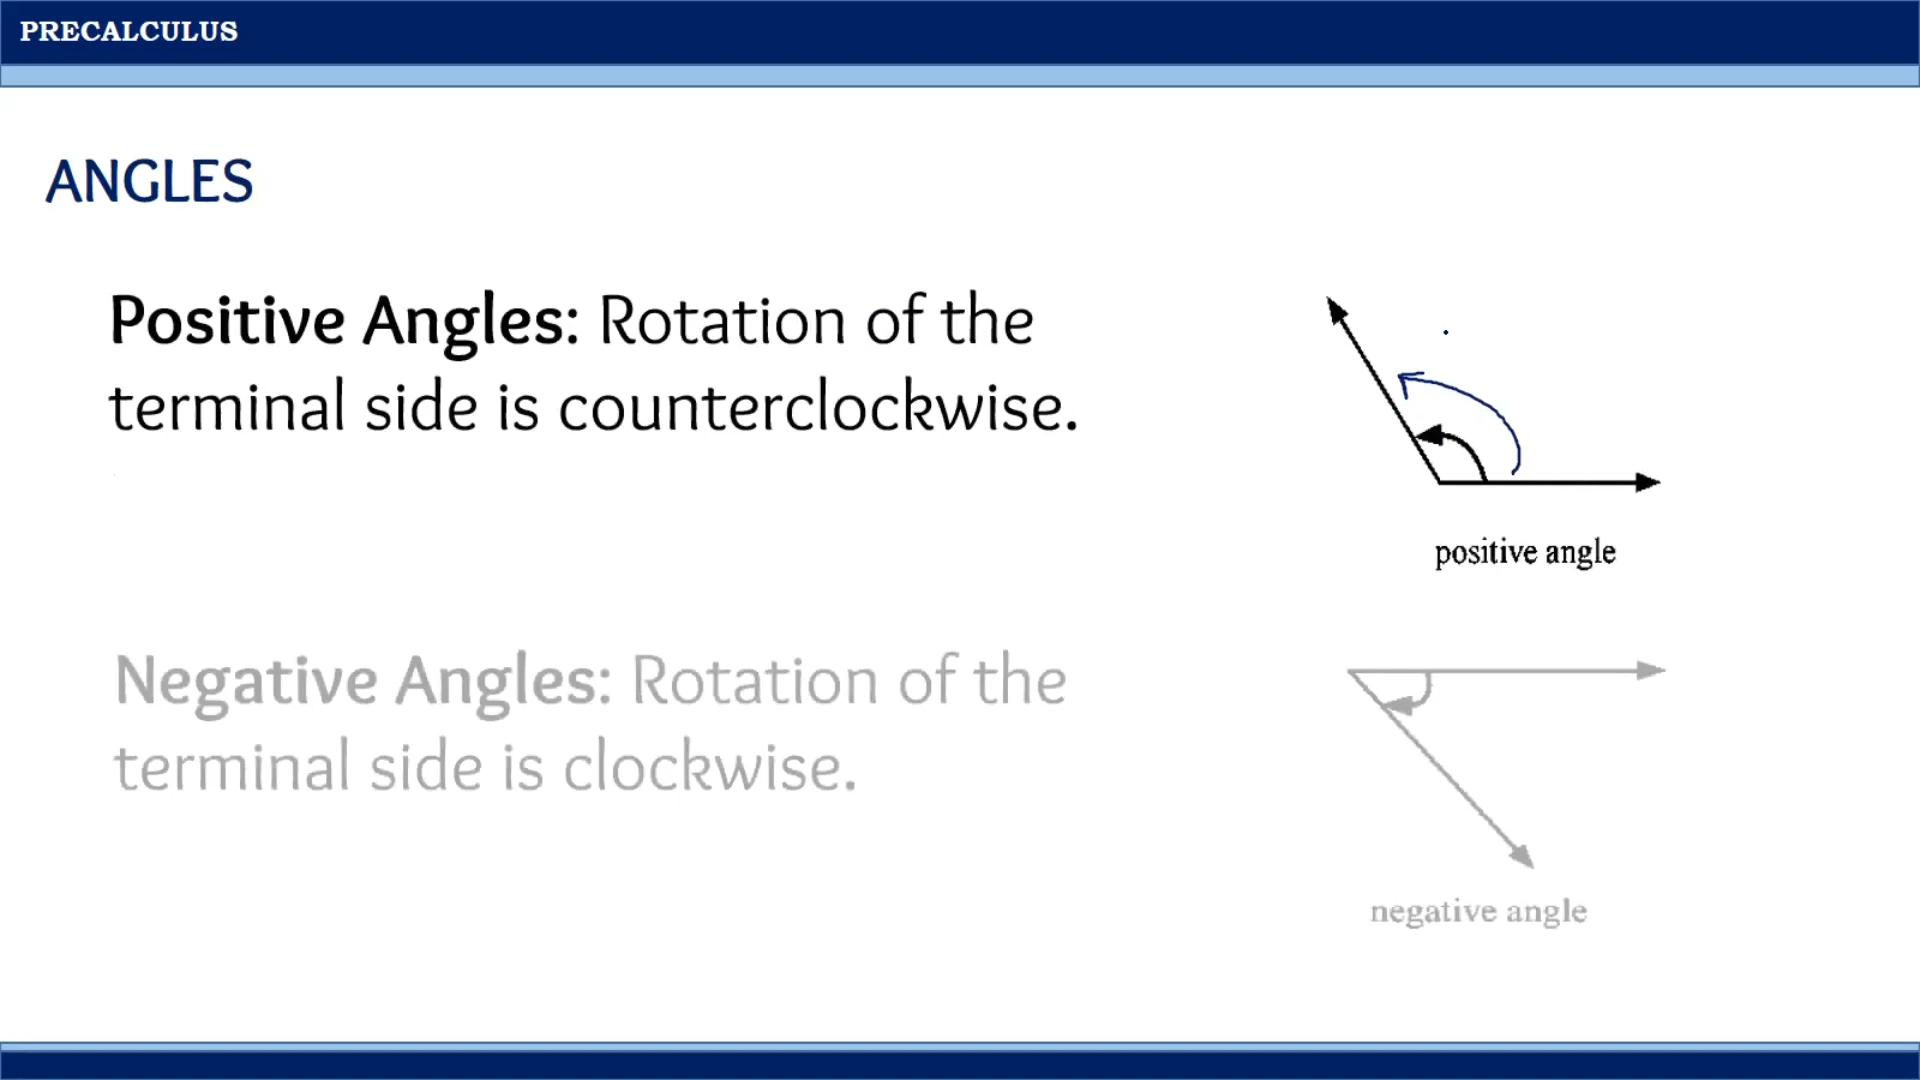 PRECALCULUS
ANGLES
Positive Angles: Rotation of the
terminal side is counterclockwise.
positive angle
Negative Angles: Rotation of the
terminal side is clockwise.
negative angle